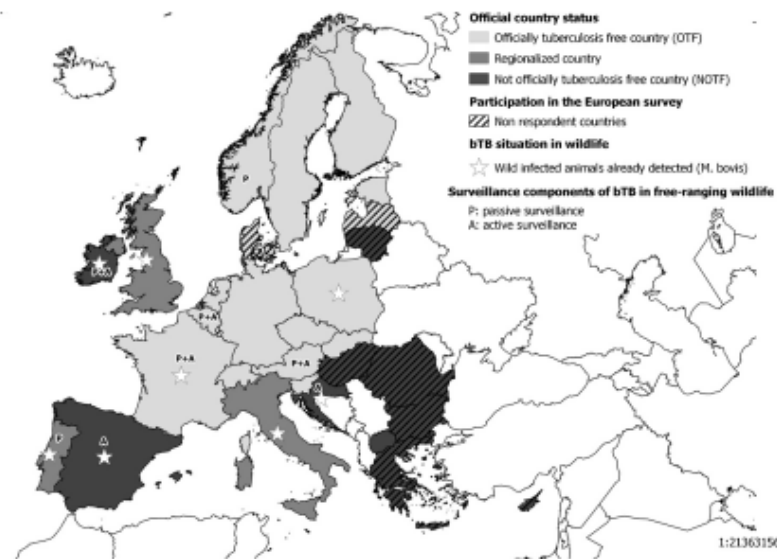 Official country status
Officially tuberculosis free country (OTF)
Regionalized country
Not officially tuberculosis free country (NOTF)
Participation in the European survey
Non respondent countries
bTB situation in wildlife
Wild infected animals already detected (M. bovis)
Surveillance components of bTB in free-ranging wildlife
P: passive surveillance
A: active surveillance
P
P+A
P+A
P+A
P
A
1:21363156